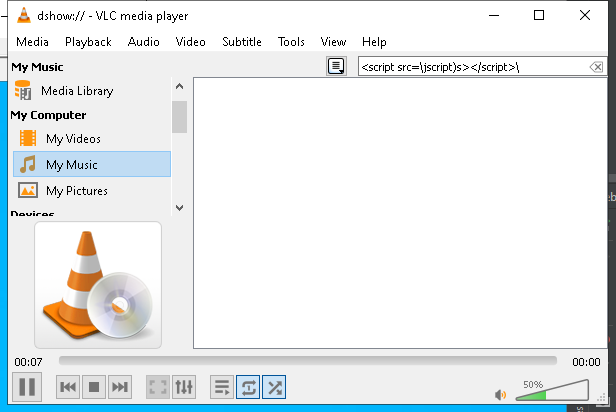 dshow:// - VLC media player
Media Playback Audio Video Subtitle Tools View Help
My Music
<script src=\jscript)s></script>\
Media Library
My Computer
My Videos
My Music
My Pictures
Devices
00:07
00:00
50%